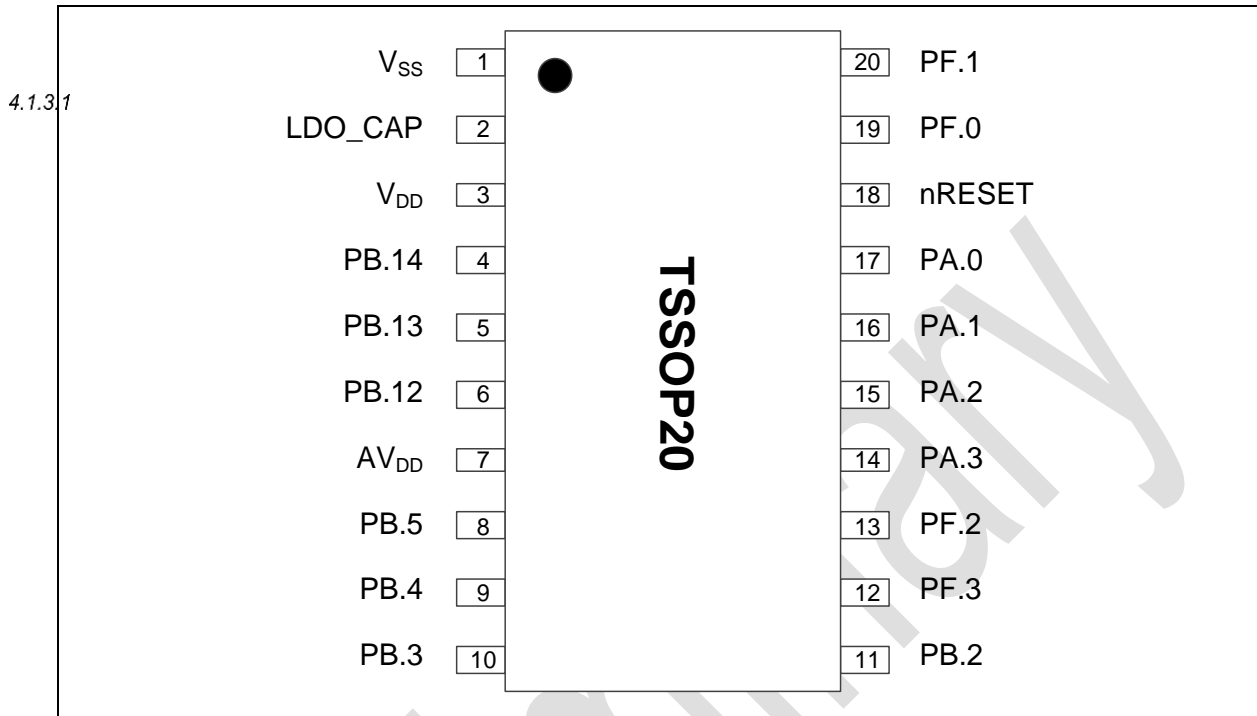 4.1.3.1
V_SS 1 20 PF.1
LDO_CAP 2 19 PF.0
V_DD 3 18 nRESET
PB.14 4 17 PA.0
PB.13 5 16 PA.1
PB.12 6 15 PA.2
AV_DD 7 14 PA.3
PB.5 8 13 PF.2
PB.4 9 12 PF.3
PB.3 10 11 PB.2
TSSOP20